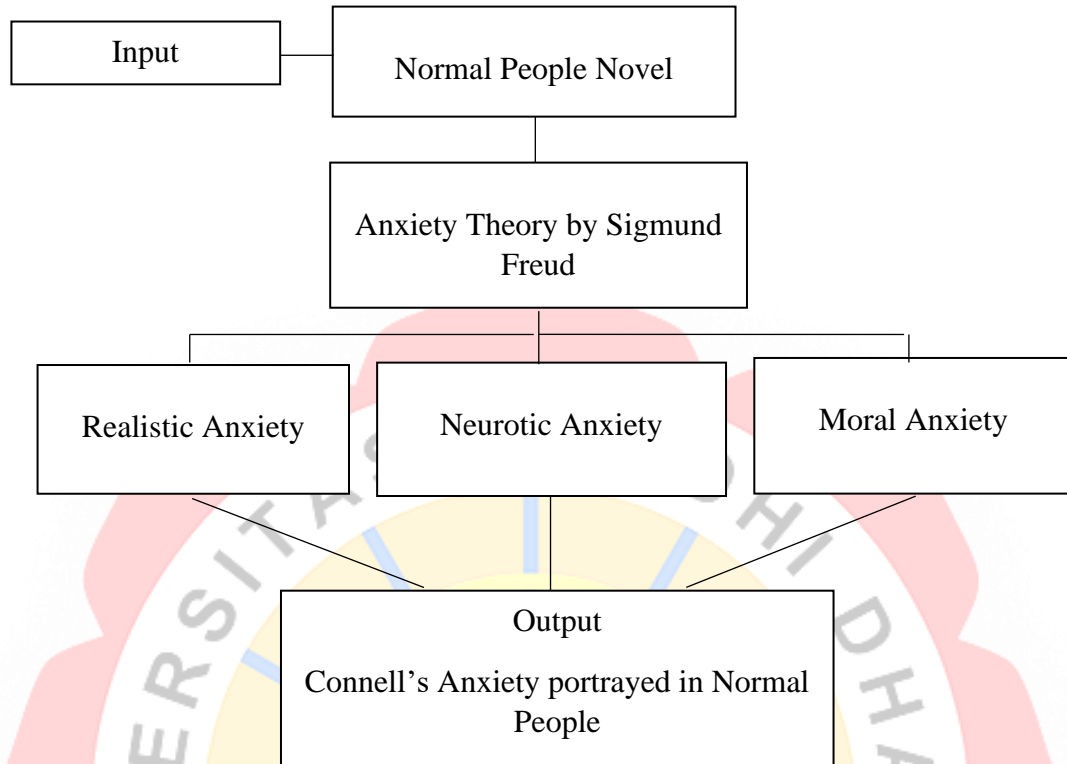 Input
Normal People Novel
Anxiety Theory by Sigmund
Freud
Realistic Anxiety
Neurotic Anxiety
Moral Anxiety
Output
Connell’s Anxiety portrayed in Normal
People